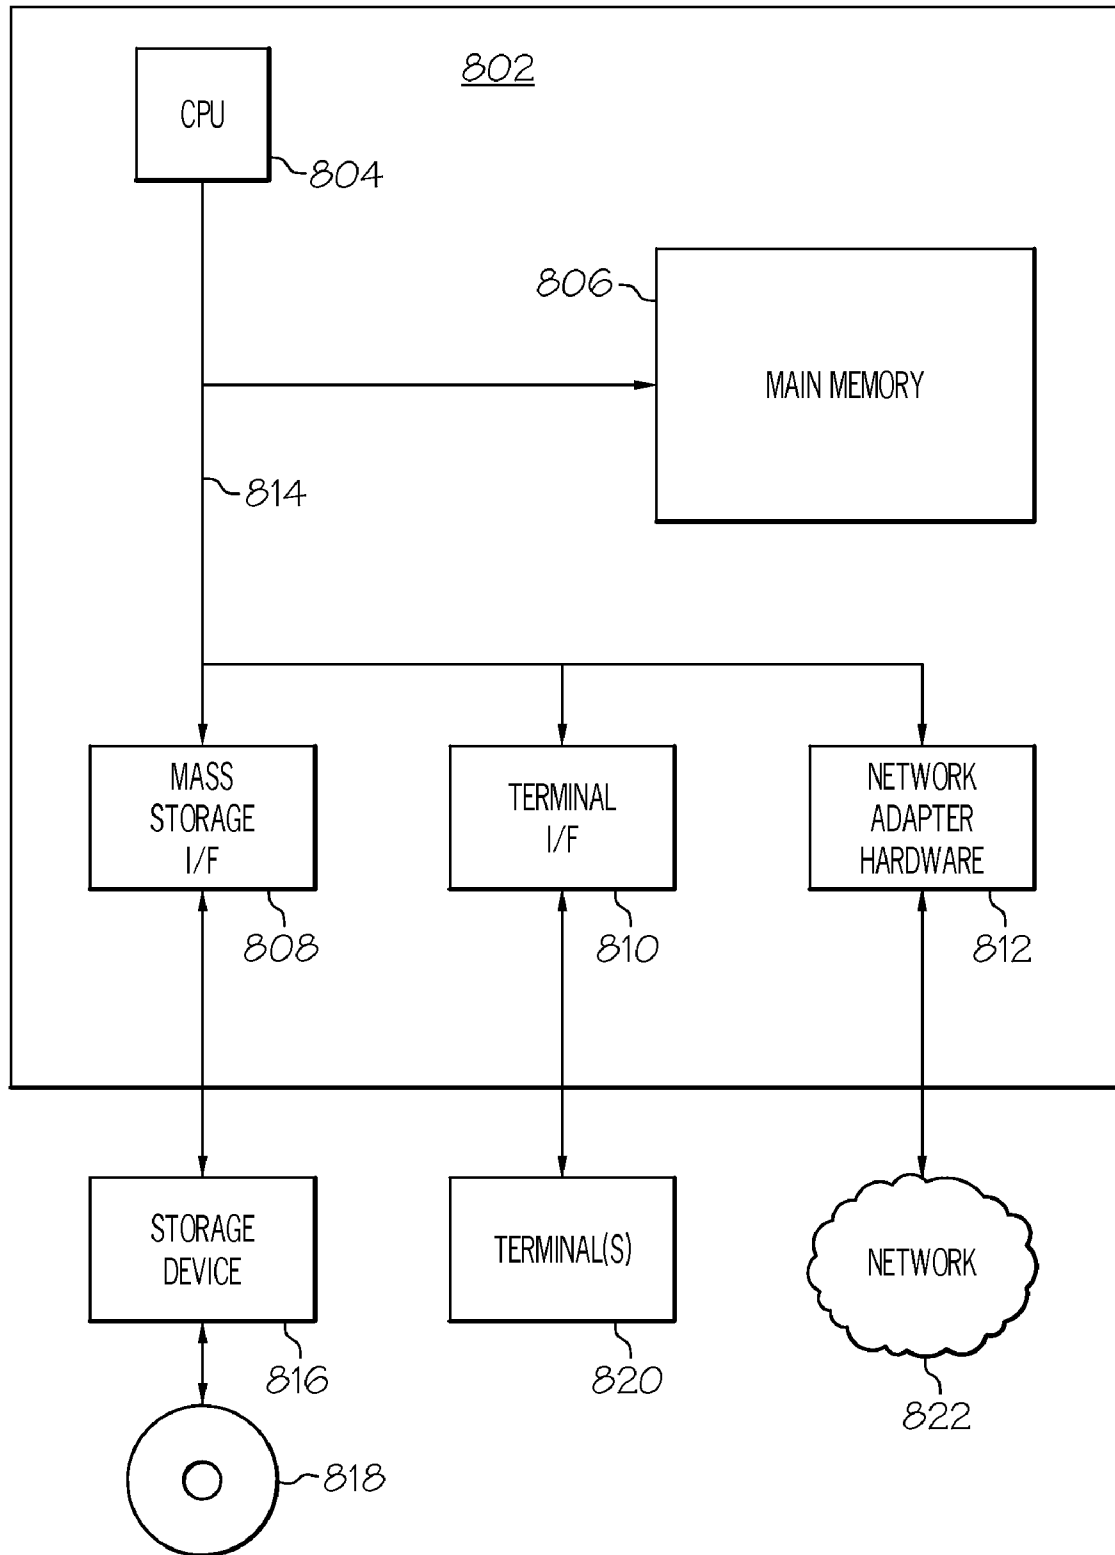 802
CPU
804
806
MAIN MEMORY
814
MASS
STORAGE
I/F
808
TERMINAL
I/F
810
NETWORK
ADAPTER
HARDWARE
812
STORAGE
DEVICE
816
TERMINAL(S)
820
NETWORK
822
818